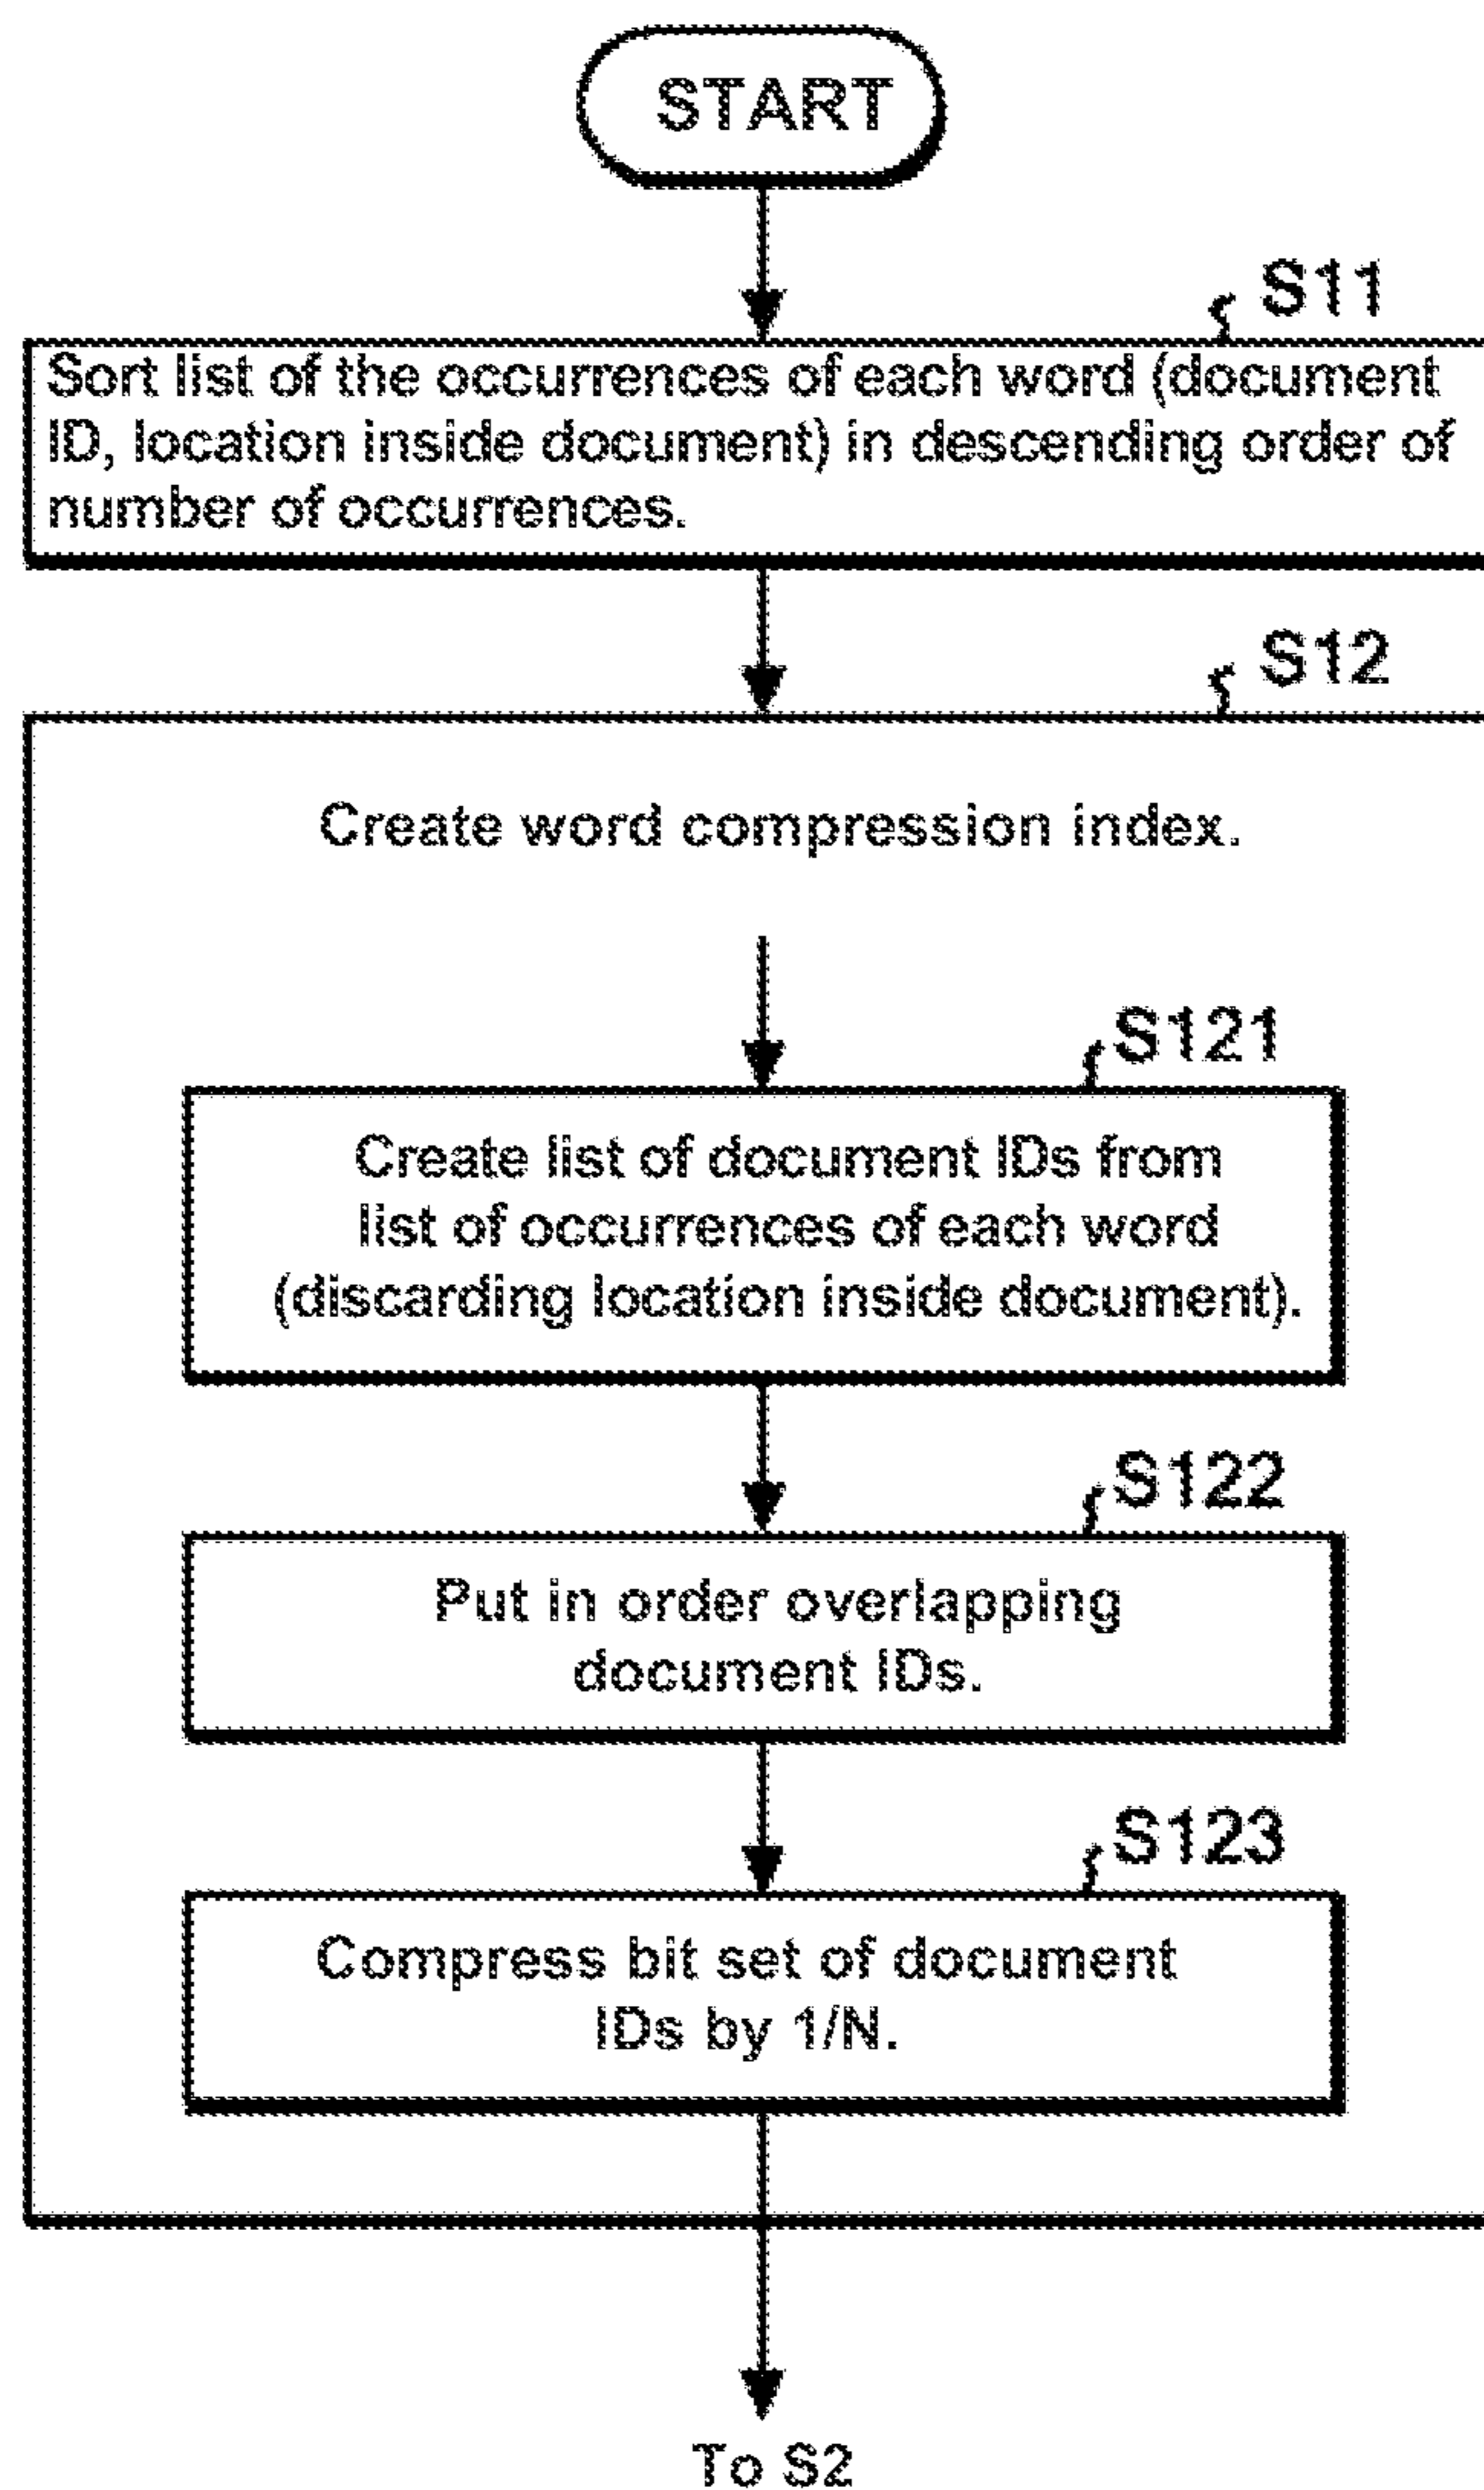 START
S11
Sort list of the occurrences of each word (document
ID, location inside document) in descending order of
number of occurrences.
S12
Create word compression index.
S121
Create list of document IDs from
list of occurrences of each word
(discarding location inside document).
S122
Put in order overlapping
document IDs.
S123
Compress bit set of document
IDs by 1/N.
To S2